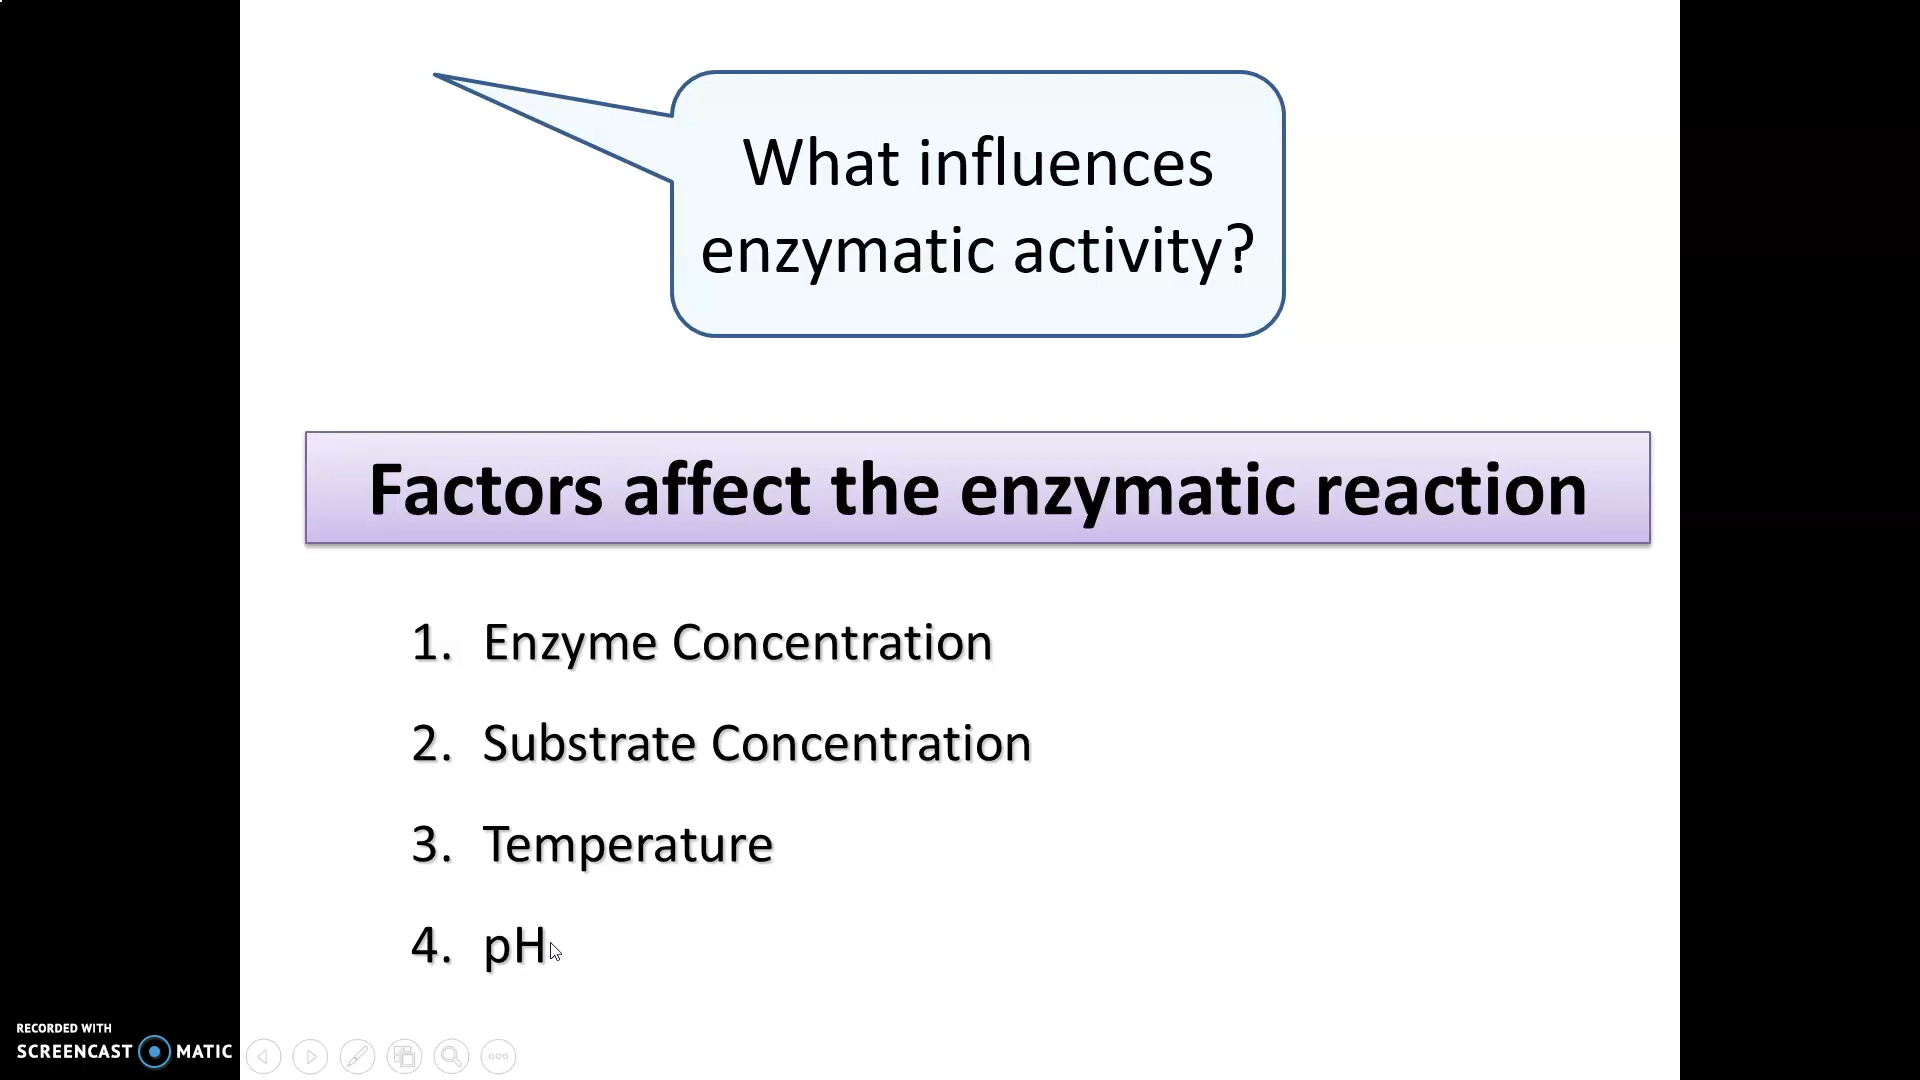 What influences
enzymatic activity?
Factors affect the enzymatic reaction
1. Enzyme Concentration
2. Substrate Concentration
3. Temperature
4. pH
RECORDED WITH
SCREENCAST MATIC